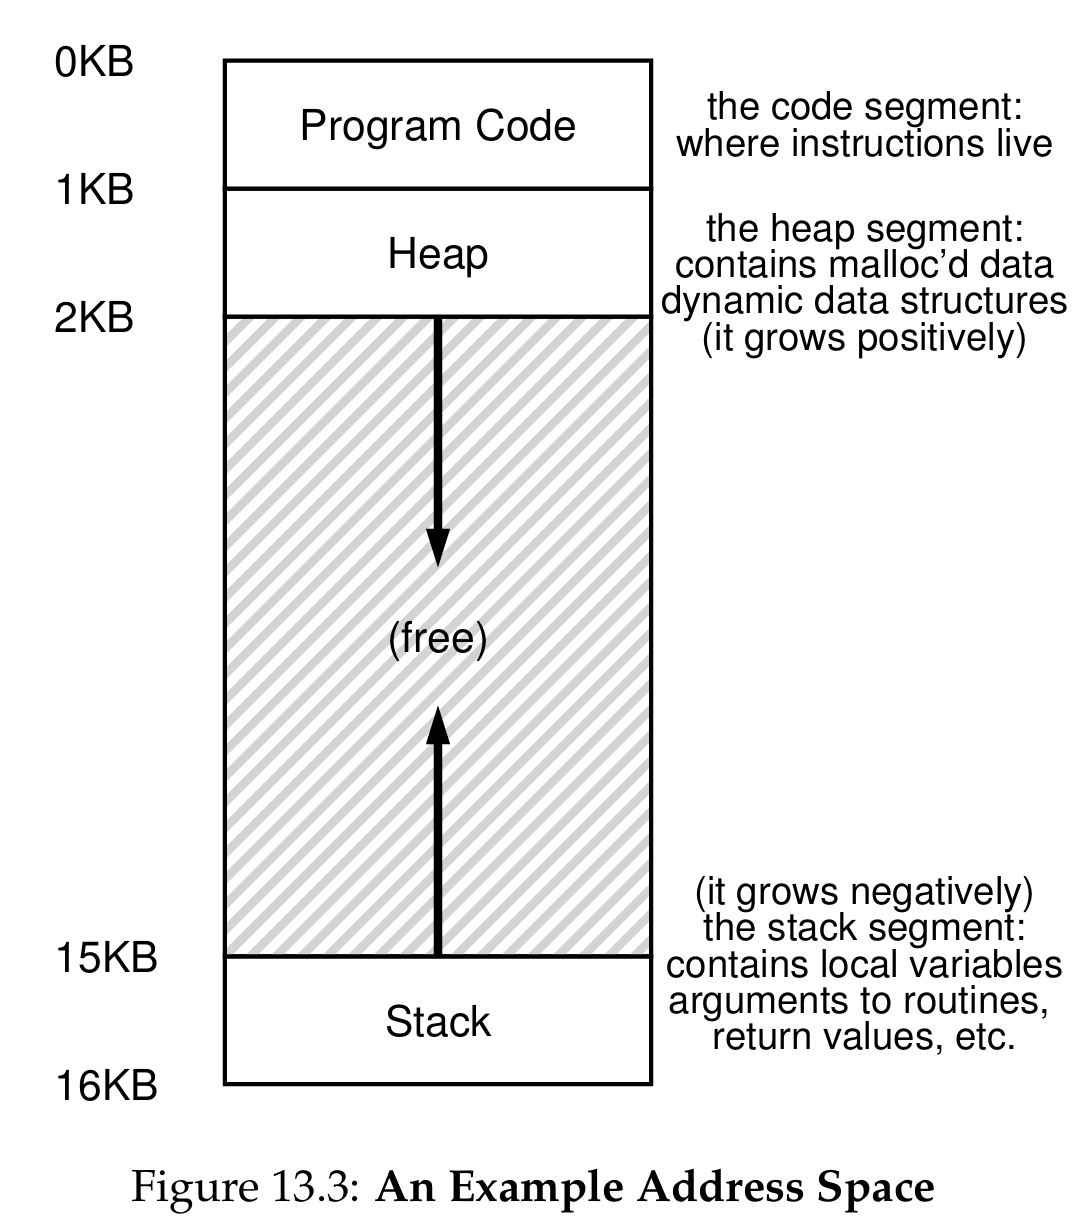 0KB
Program Code
the code segment:
where instructions live
1KB
Heap
the heap segment:
contains malloc’d data
dynamic data structures
(it grows positively)
2KB
(free)
(it grows negatively)
the stack segment:
contains local variables
arguments to routines,
return values, etc.
15KB
Stack
16KB
Figure 13.3: An Example Address Space